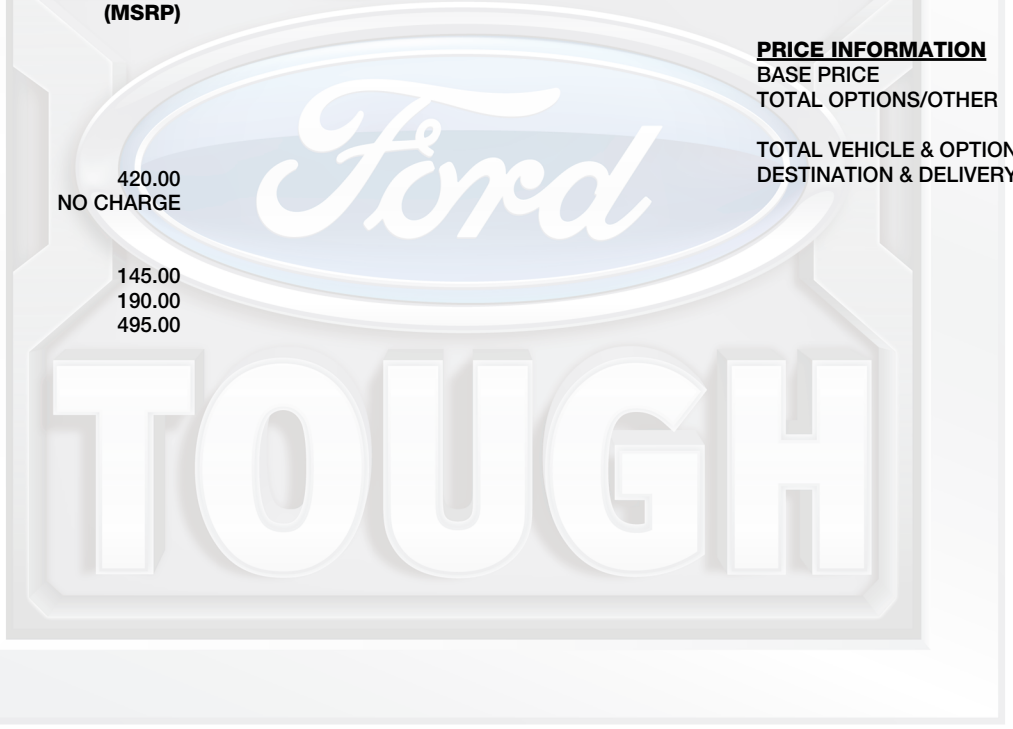 (MSRP)
PRICE INFORMATION
BASE PRICE
TOTAL OPTIONS/OTHER
TOTAL VEHICLE & OPTION
DESTINATION & DELIVERY
420.00
NO CHARGE
145.00
190.00
495.00
Ford
TOUGH